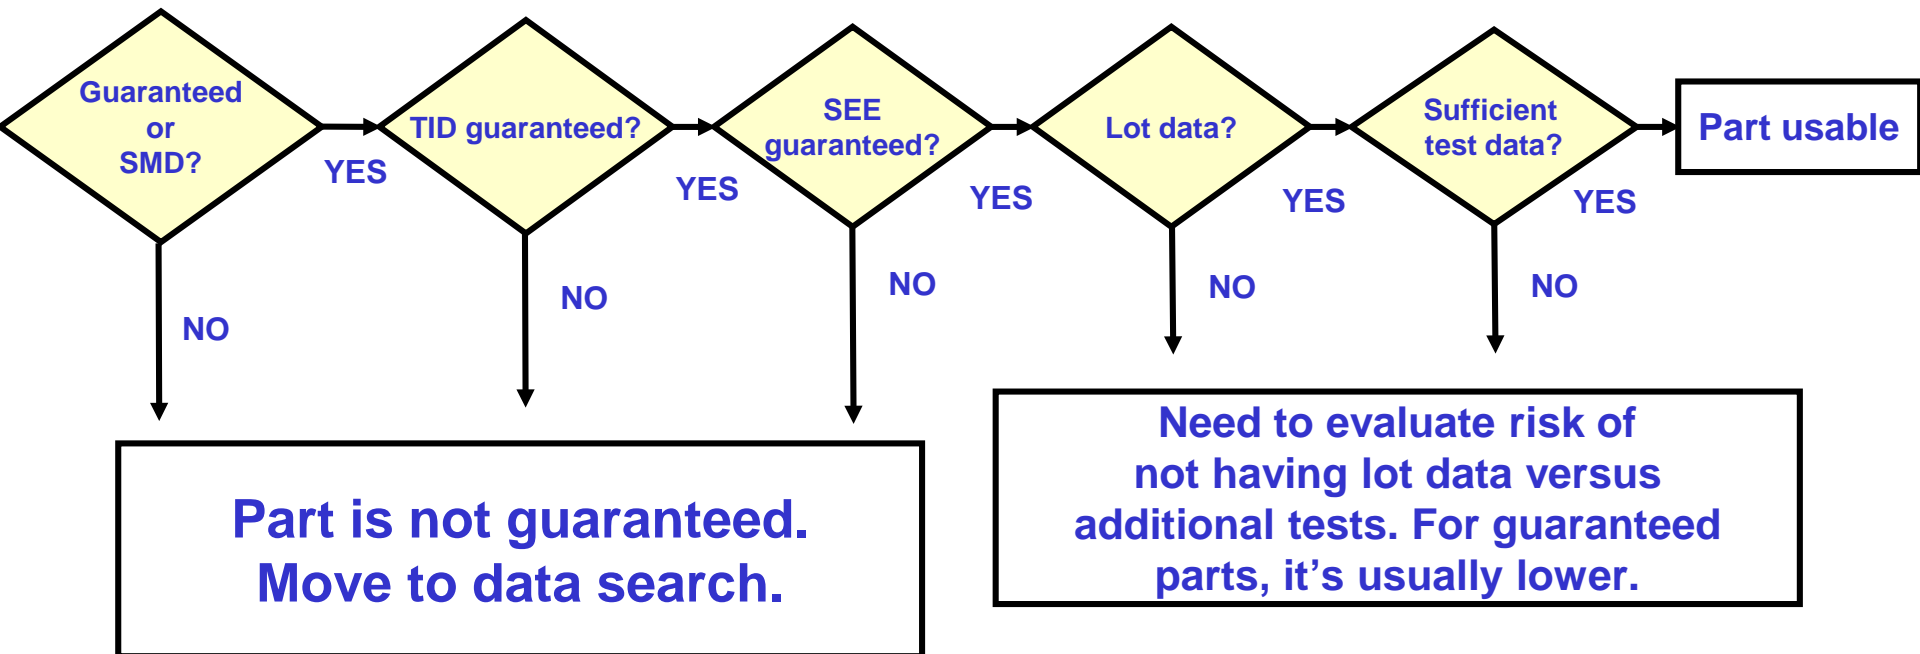 Guaranteed
or
SMD?
YES
NO
TID guaranteed?
YES
NO
SEE
guaranteed?
YES
NO
Lot data?
YES
NO
Sufficient
test data?
YES
NO
Part usable
Part is not guaranteed.
Move to data search.
Need to evaluate risk of
not having lot data versus
additional tests. For guaranteed
parts, it's usually lower.